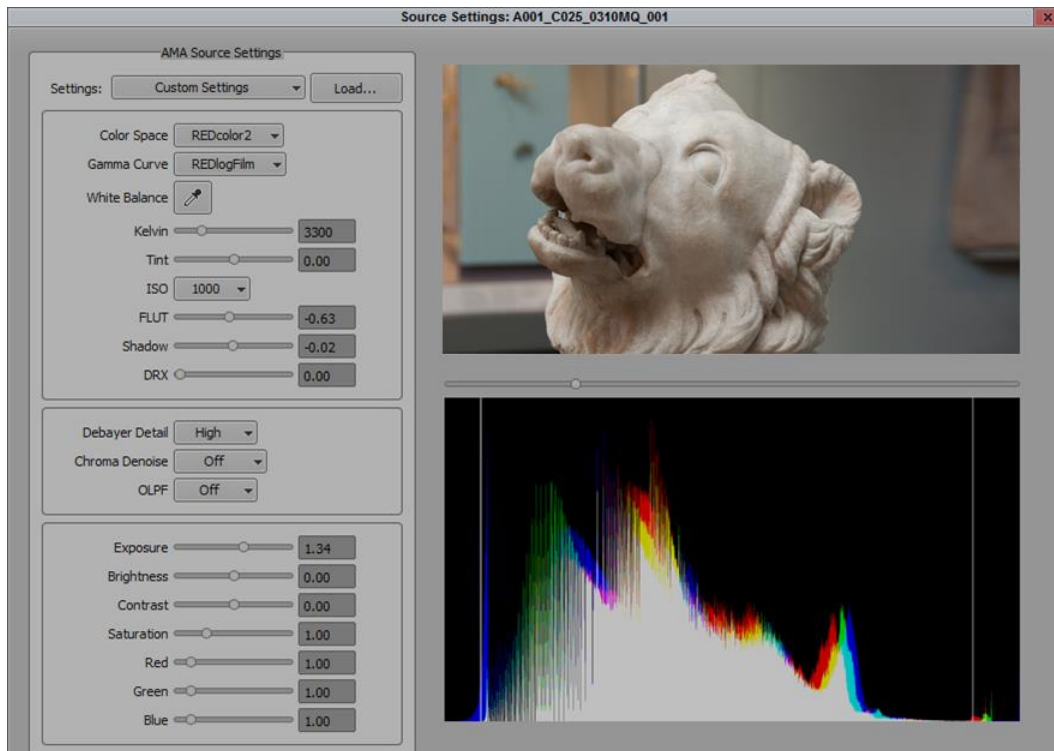 Source Settings: A001_C025_0310MQ_001
AMA Source Settings
Settings: Custom Settings Load...
Color Space REDcolor2
Gamma Curve REDlogFilm
White Balance
Kelvin 3300
Tint 0.00
ISO 1000
FLUT -0.63
Shadow -0.02
DRX 0.00
Debayer Detail High
Chroma Denoise Off
OLPF Off
Exposure 1.34
Brightness 0.00
Contrast 0.00
Saturation 1.00
Red 1.00
Green 1.00
Blue 1.00